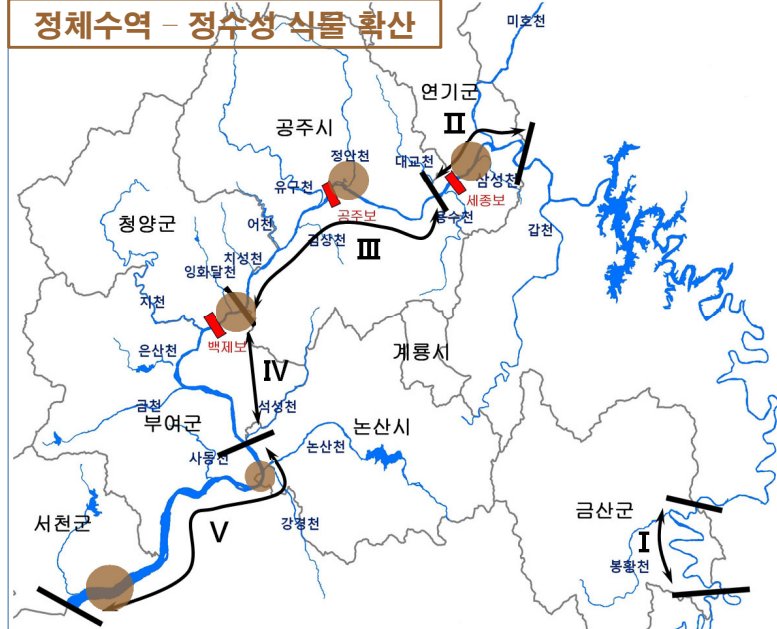 정체수역 – 정수성 식물 확산
미호천
연기군
II
공주시
정안천
대교천
삼성천
유구천
세종보
공주보
용수천
갑천
어천
검상천
청양군
III
치성천
잉화달천
지천
백제보
은산천
계룡시
IV
금천
석성천
부여군
논산시
논산천
사동천
금산군
서천군
강경천
V
I
봉황천